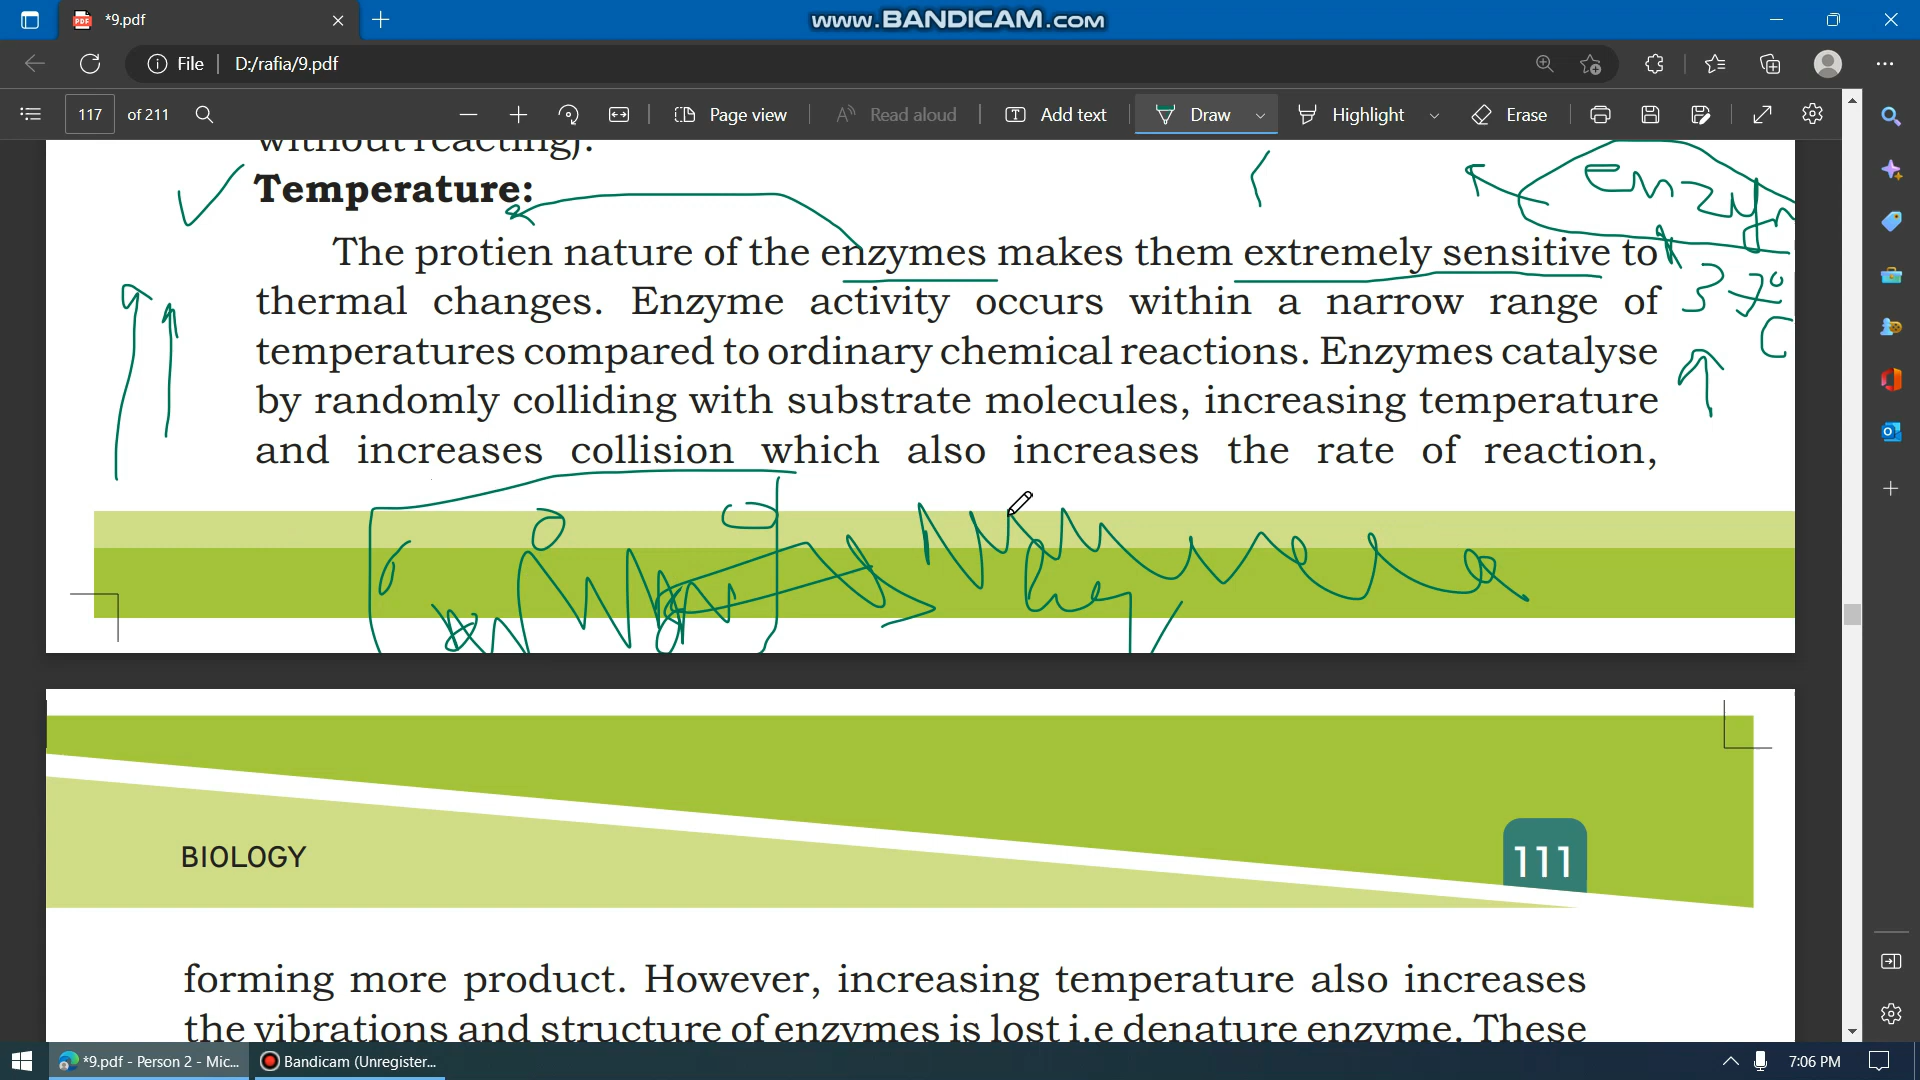 *9.pdf
www.BANDICAM.com
File
D:/rafia/9.pdf
117 of 211
Page view
Read aloud
Add text
Draw
Highlight
Erase
without reacting).
Temperature:
enzym
The protien nature of the enzymes makes them extremely sensitive to
37°
C
thermal changes. Enzyme activity occurs within a narrow range of
temperatures compared to ordinary chemical reactions. Enzymes catalyse
by randomly colliding with substrate molecules, increasing temperature
and increases collision which also increases the rate of reaction,
BIOLOGY
111
forming more product. However, increasing temperature also increases
the vibrations and structure of enzymes is lost i.e denature enzyme. These
*9.pdf - Person 2 - Mic...
Bandicam (Unregister...
7:06 PM